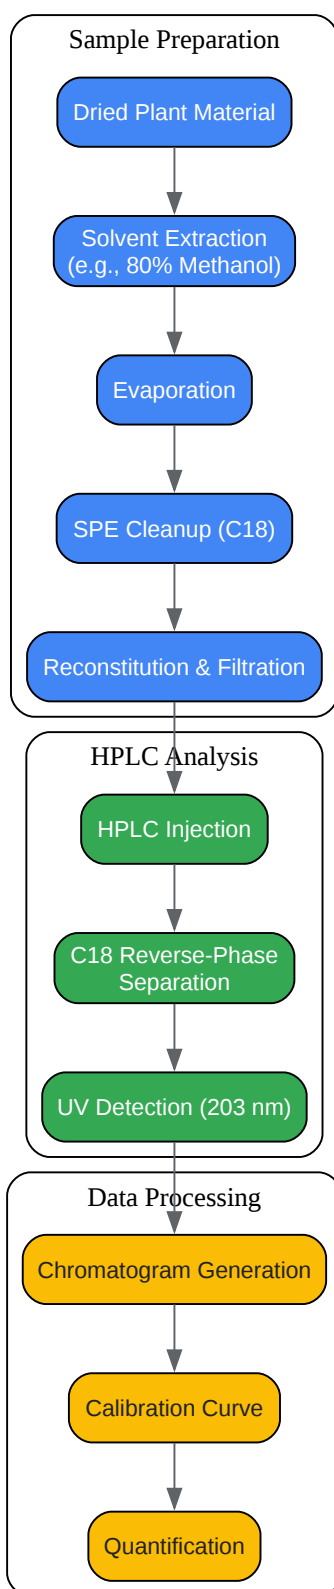 Sample Preparation
Dried Plant Material
Solvent Extraction
(e.g., 80% Methanol)
Evaporation
SPE Cleanup (C18)
Reconstitution & Filtration
HPLC Analysis
HPLC Injection
C18 Reverse-Phase
Separation
UV Detection (203 nm)
Data Processing
Chromatogram Generation
Calibration Curve
Quantification